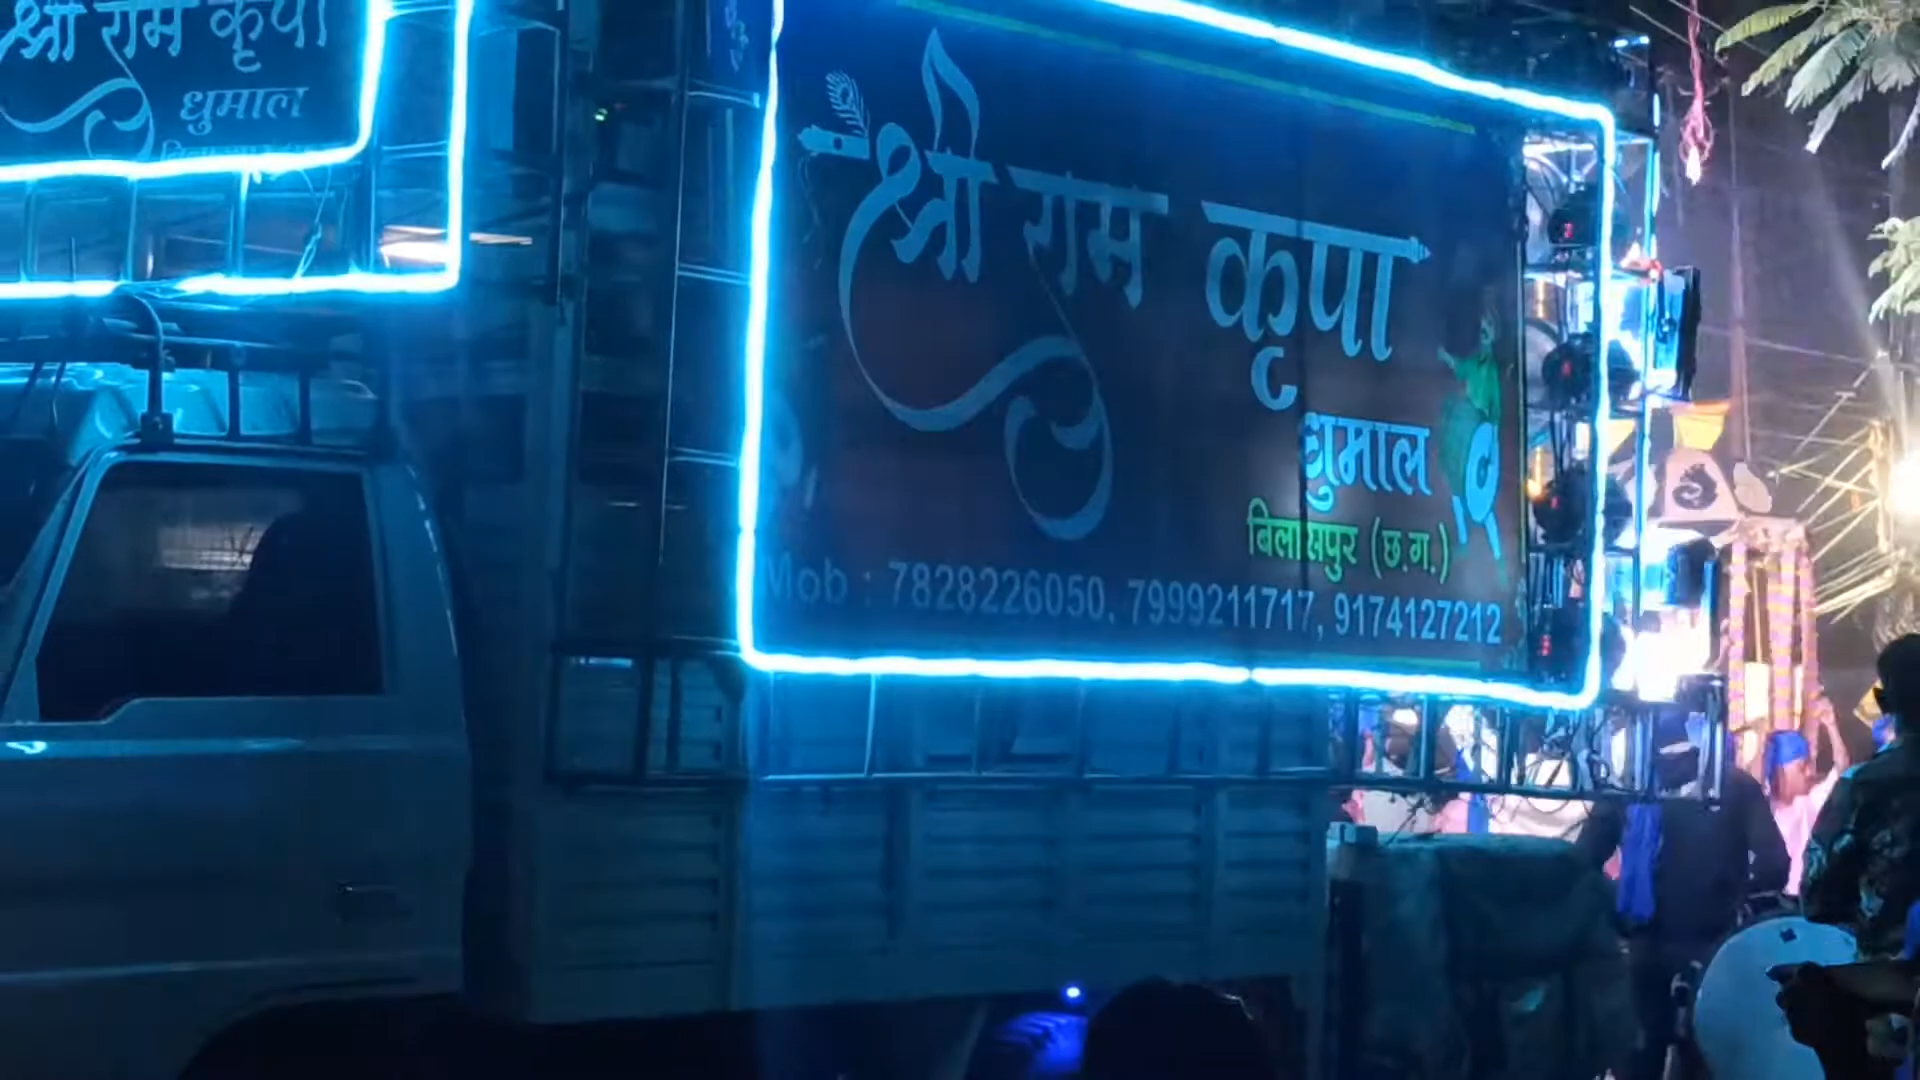 श्री राम कृपा
धुमाल
श्री राम कृपा
धुमाल
बिलासपुर (छ.ग.)
Mob : 7828226050, 7999211717, 9174127212